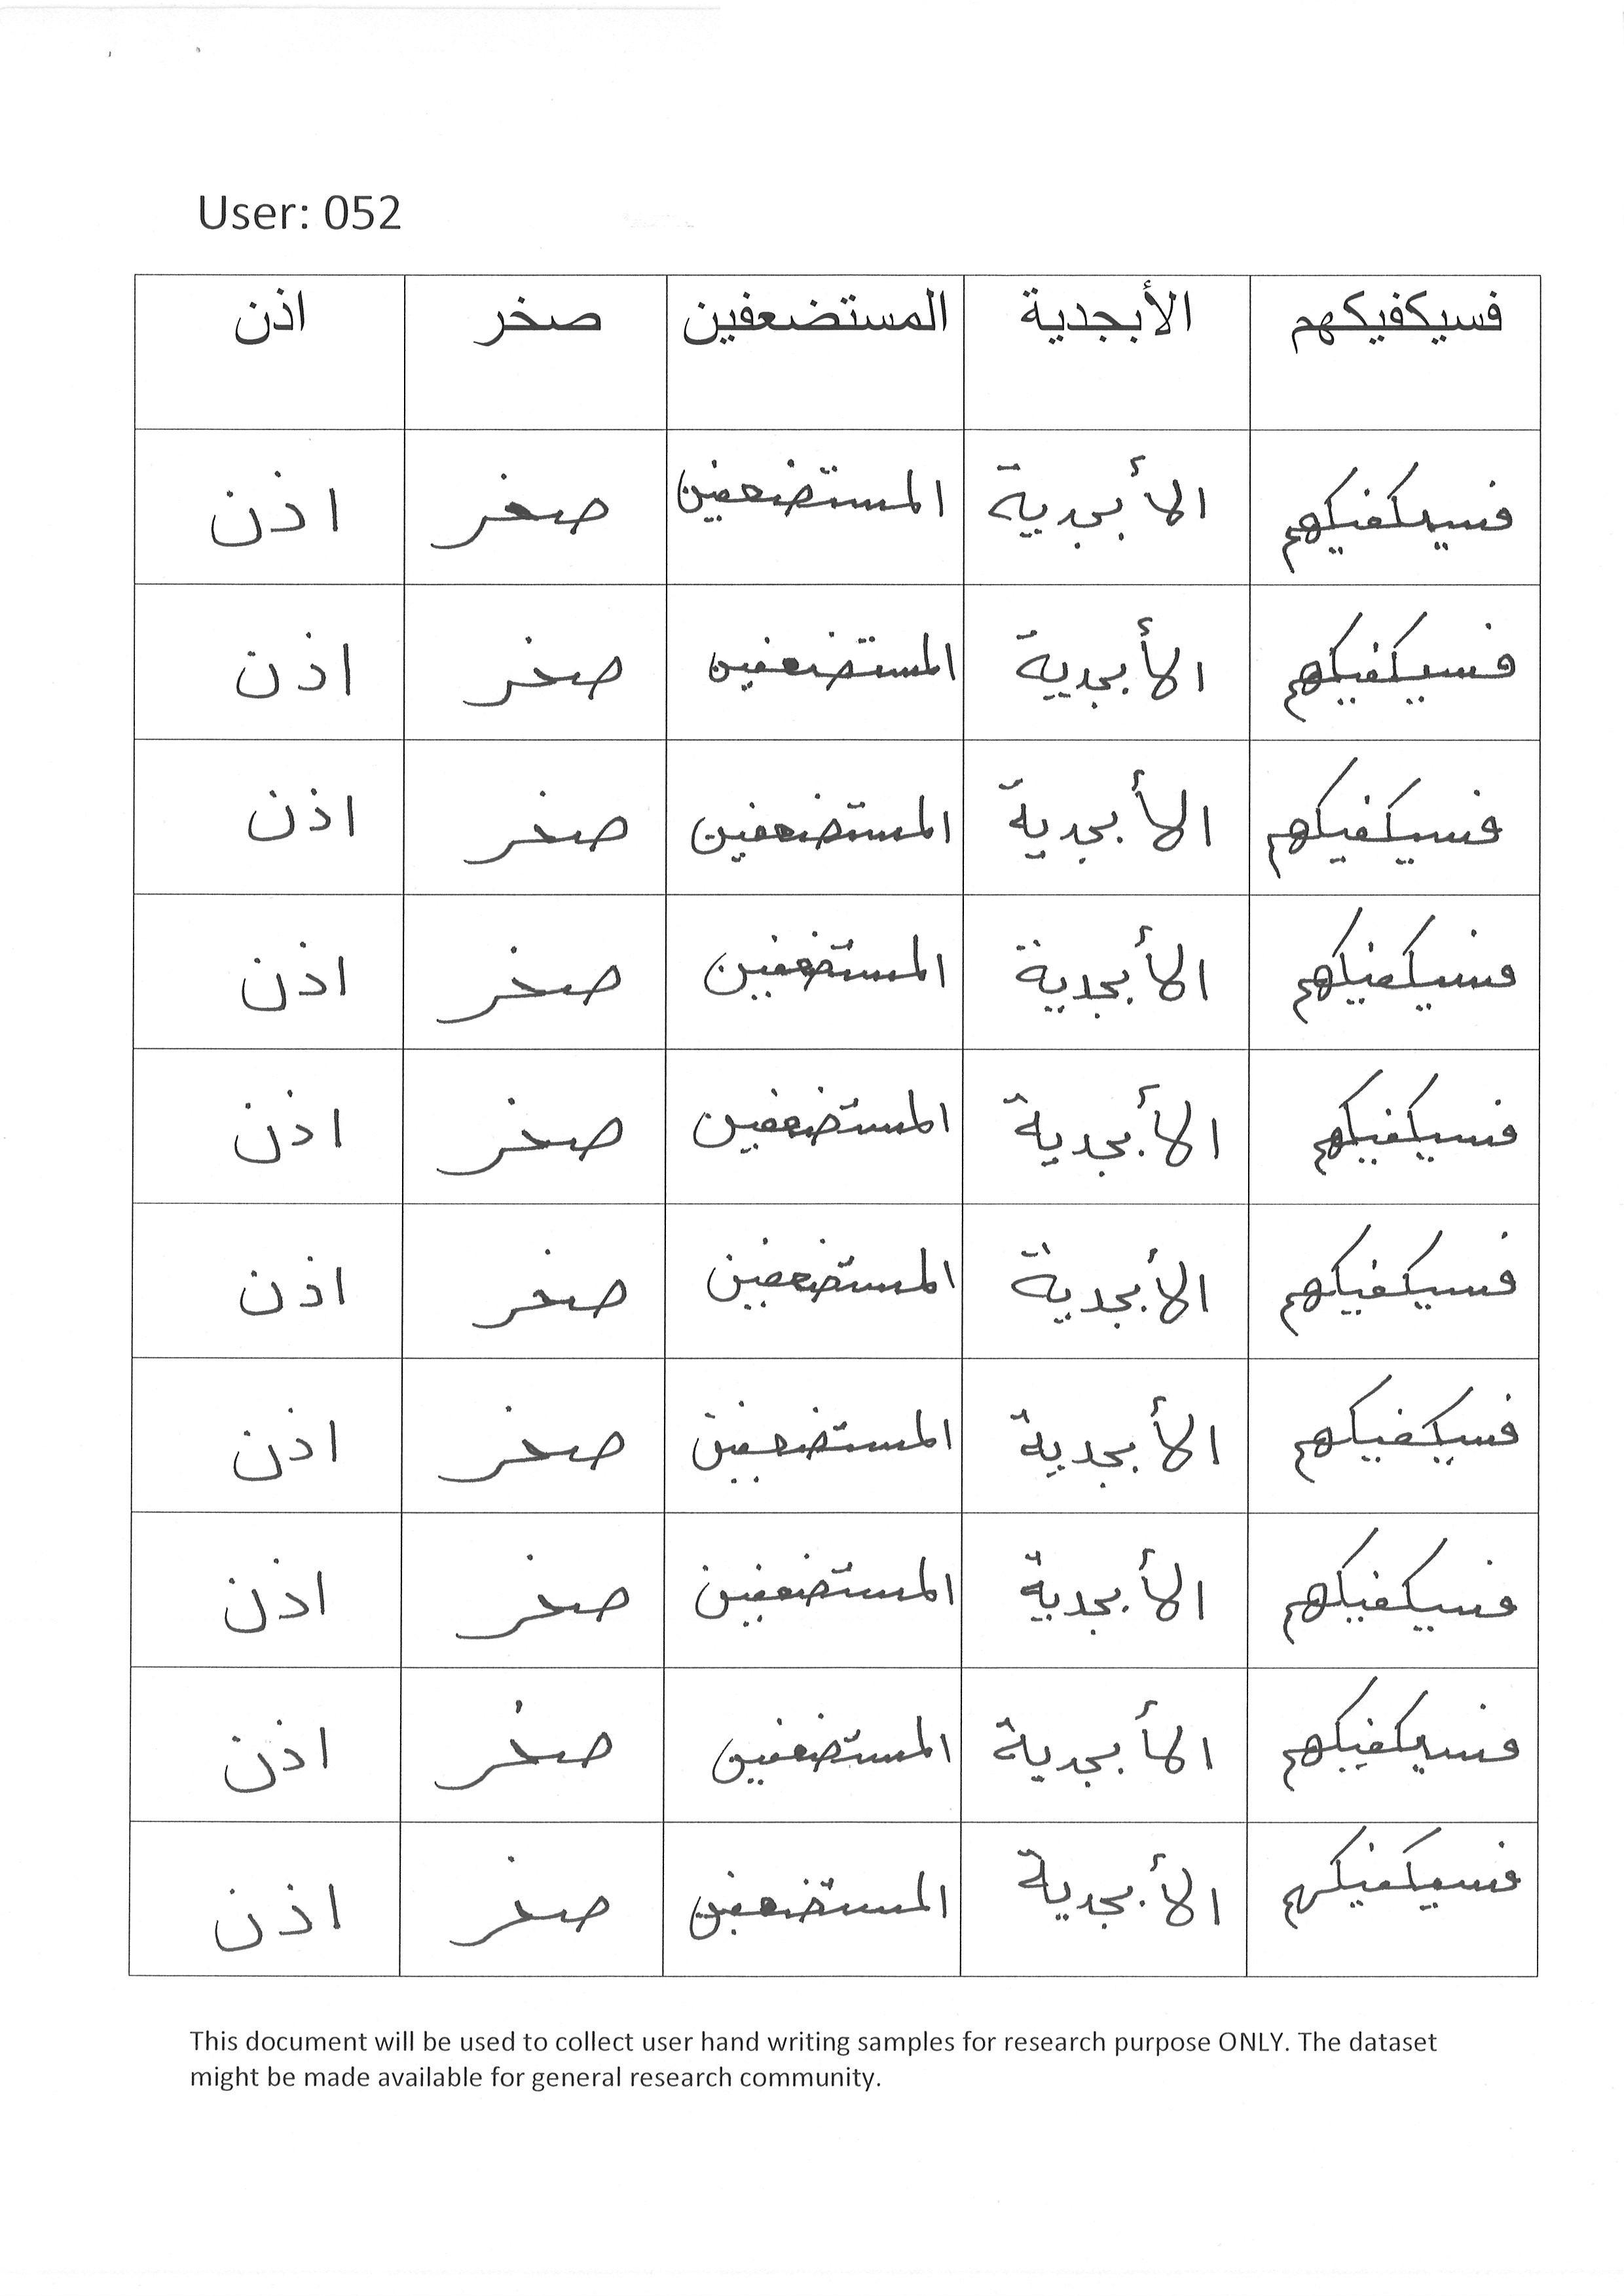 User: 052
فسيكفيكهم الأبجدية المستضعفين صخر اذن
فسيكفيكهم الأبجدية المستضعفين صخر اذن
فسيكفيكهم الأبجدية المستضعفين صخر اذن
فسيكفيكهم الأبجدية المستضعفين صخر اذن
فسيكفيكهم الأبجدية المستضعفين صخر اذن
فسيكفيكهم الأبجدية المستضعفين صخر اذن
فسيكفيكهم الأبجدية المستضعفين صخر اذن
فسيكفيكهم الأبجدية المستضعفين صخر اذن
فسيكفيكهم الأبجدية المستضعفين صخر اذن
فسيكفيكهم الأبجدية المستضعفين صخر اذن
فسيكفيكهم الأبجدية المستضعفين صخر اذن
This document will be used to collect user hand writing samples for research purpose ONLY. The dataset
might be made available for general research community.